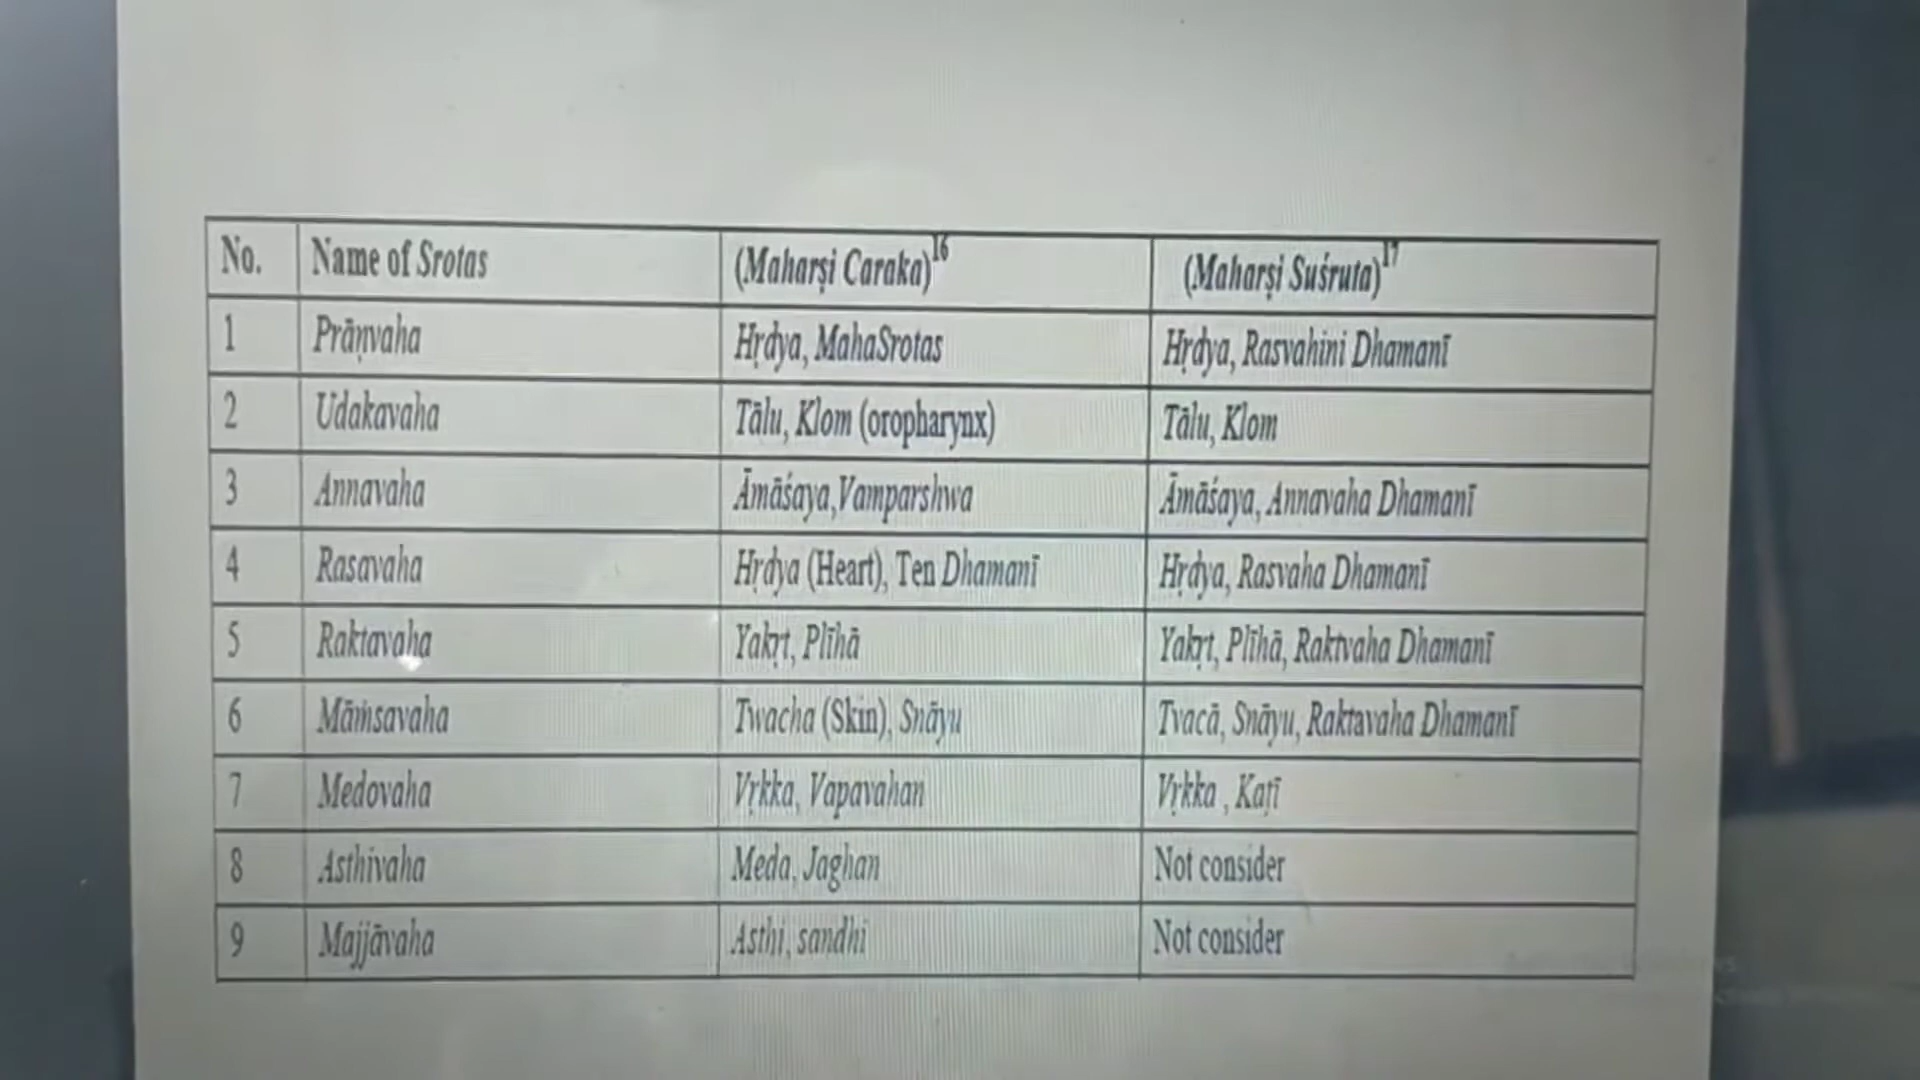 No. Name of Srotas (Maharṣi Caraka)16 (Maharṣi Suśruta)17
1 Prāṇvaha Hṛdya, MahaSrotas Hṛdya, Rasvahini Dhamanī
2 Udakavaha Tālu, Klom (oropharynx) Tālu, Klom
3 Annavaha Āmāśaya,Vamparshwa Āmāśaya, Annavaha Dhamanī
4 Rasavaha Hṛdya (Heart), Ten Dhamanī Hṛdya, Rasvaha Dhamanī
5 Raktavaha Yakṛt, Plīhā Yakṛt, Plīhā, Raktvaha Dhamanī
6 Māṁsavaha Twacha (Skin), Snāyu Tvacā, Snāyu, Raktavaha Dhamanī
7 Medovaha Vṛkka, Vapavahan Vṛkka , Kaṭī
8 Asthivaha Meda, Jaghan Not consider
9 Majjāvaha Asthi, sandhi Not consider